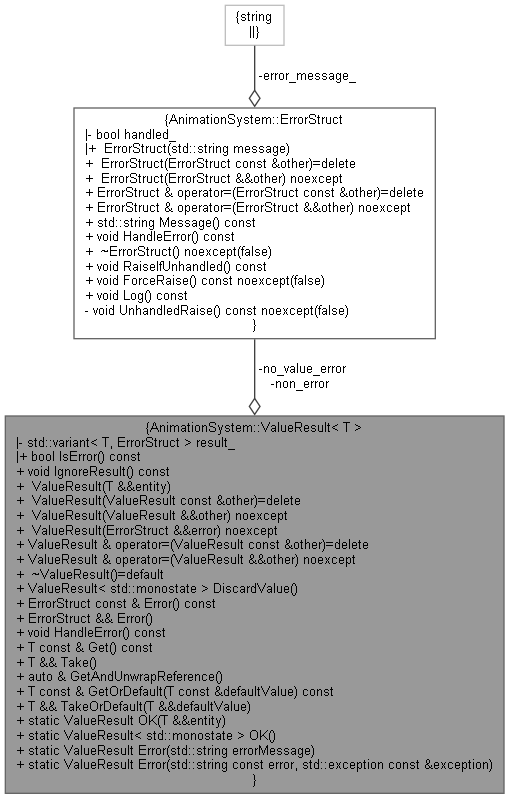 {string
||}
-error_message_
{AnimationSystem::ErrorStruct
|- bool handled_
|+  ErrorStruct(std::string message)
+  ErrorStruct(ErrorStruct const &other)=delete
+  ErrorStruct(ErrorStruct &&other) noexcept
+ ErrorStruct & operator=(ErrorStruct const &other)=delete
+ ErrorStruct & operator=(ErrorStruct &&other) noexcept
+ std::string Message() const
+ void HandleError() const
+  ~ErrorStruct() noexcept(false)
+ void RaiseIfUnhandled() const
+ void ForceRaise() const noexcept(false)
+ void Log() const
- void UnhandledRaise() const noexcept(false)
}
-no_value_error
-non_error
{AnimationSystem::ValueResult< T >
|- std::variant< T, ErrorStruct > result_
|+ bool IsError() const
+ void IgnoreResult() const
+  ValueResult(T &&entity)
+  ValueResult(ValueResult const &other)=delete
+  ValueResult(ValueResult &&other) noexcept
+  ValueResult(ErrorStruct &&error) noexcept
+ ValueResult & operator=(ValueResult const &other)=delete
+ ValueResult & operator=(ValueResult &&other) noexcept
+  ~ValueResult()=default
+ ValueResult< std::monostate > DiscardValue()
+ ErrorStruct const & Error() const
+ ErrorStruct && Error()
+ void HandleError() const
+ T const & Get() const
+ T && Take()
+ auto & GetAndUnwrapReference()
+ T const & GetOrDefault(T const &defaultValue) const
+ T && TakeOrDefault(T &&defaultValue)
+ static ValueResult OK(T &&entity)
+ static ValueResult< std::monostate > OK()
+ static ValueResult Error(std::string errorMessage)
+ static ValueResult Error(std::string const error, std::exception const &exception)
}